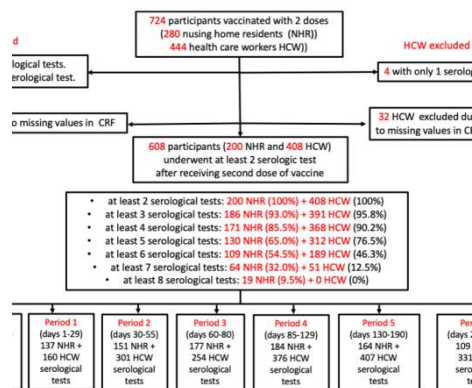 724 participants vaccinated with 2 doses
(280 nusing home residents (NHR))
444 health care workers HCW))
HCW excluded
ological tests.
erological test.
4 with only 1 serolog
o missing values in CRF
32 HCW excluded du
to missing values in CR
608 participants (200 NHR and 408 HCW)
underwent at least 2 serologic test
after receiving second dose of vaccine
• at least 2 serological tests: 200 NHR (100%) + 408 HCW (100%)
• at least 3 serological tests: 186 NHR (93.0%) + 391 HCW (95.8%
• at least 4 serological tests: 171 NHR (85.5%) + 368 HCW (90.2%)
• at least 5 serological tests: 130 NHR (65.0%) + 312 HCW (76.5%)
• at least 6 serological tests: 109 NHR (54.5%) + 189 HCW (46.3%)
• at least 7 serological tests: 64 NHR (32.0%) + 51 HCW (12.5%)
• at least 8 serological tests: 19 NHR (9.5%) + 0 HCW (0%)
Period 1
(days 1-29)
137 NHR +
160 HCW
serological
tests
Period 2
(days 30-55)
151 NHR +
301 HCW
serological
tests
Period 3
(days 60-80)
177 NHR +
254 HCW
serological
tests
Period 4
(days 85-129)
184 NHR +
376 HCW
serological
tests
Period 5
(days 130-190)
164 NHR +
407 HCW
serological
tests
Pe
(days 2
109
331
serol
te